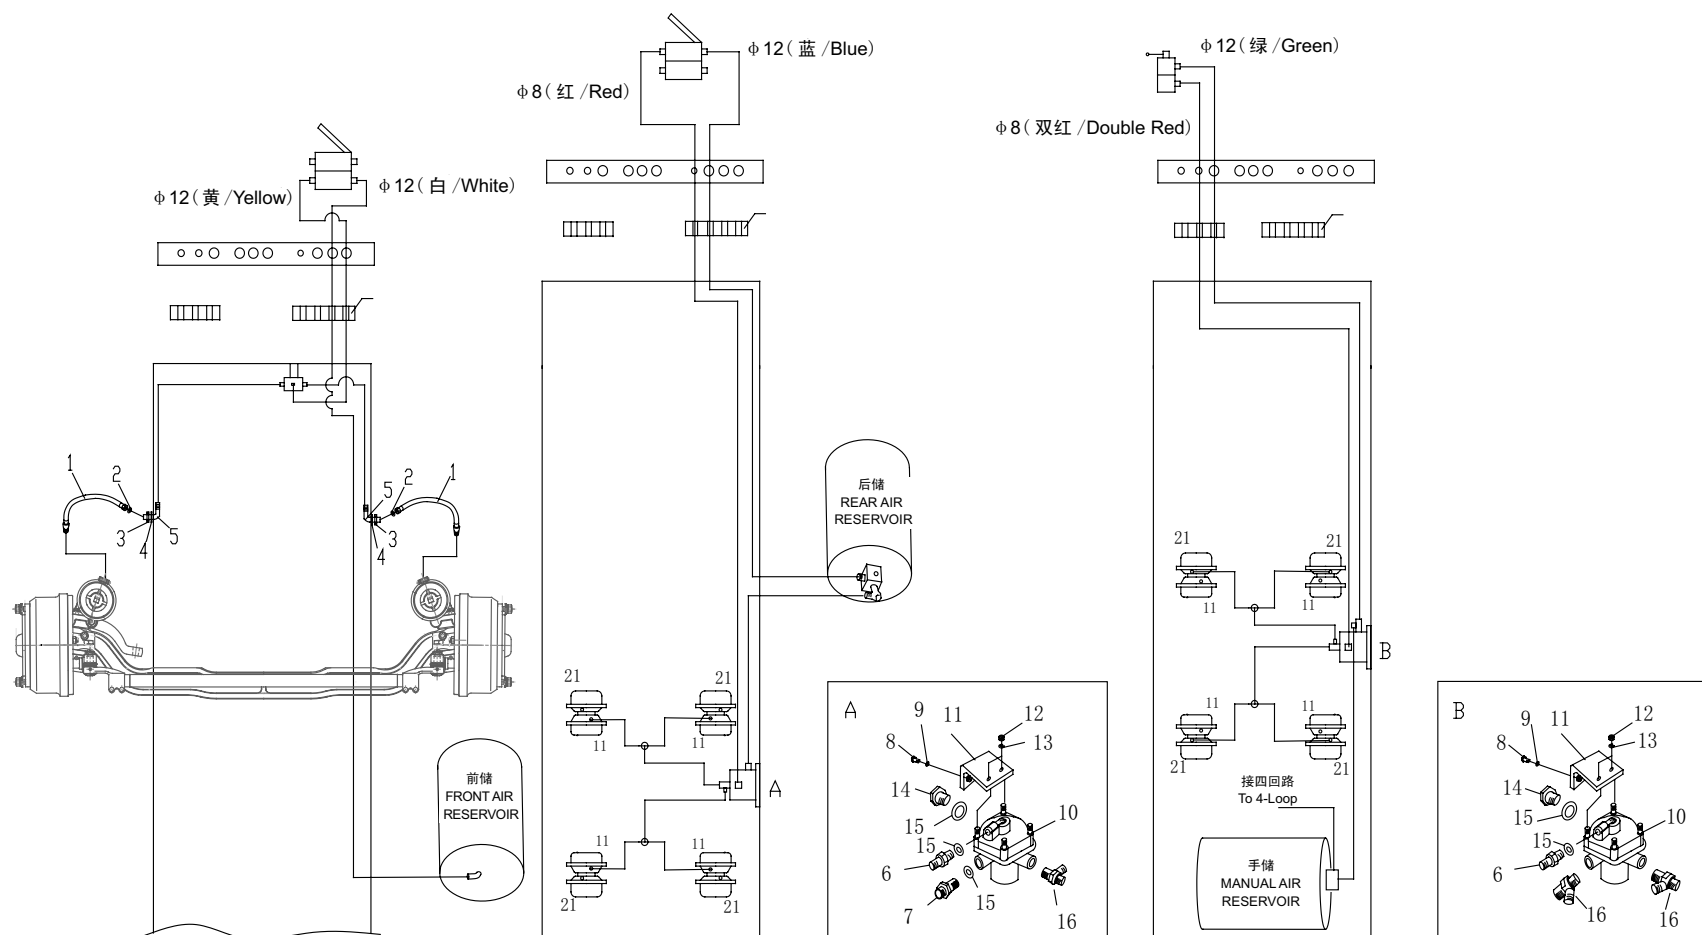 φ12(黄/Yellow)
φ12(白/White)
1
2
3
4
5
5
2
1
3
4
前储
FRONT AIR
RESERVOIR
φ12(蓝/Blue)
φ8(红/Red)
后储
REAR AIR
RESERVOIR
21
21
11
11
A
11
11
21
21
A
9
11
12
8
13
14
15
10
15
6
7
15
16
φ12(绿/Green)
φ8(双红/Double Red)
21
21
11
11
B
11
11
21
21
接四回路
To 4-Loop
手储
MANUAL AIR
RESERVOIR
B
9
11
12
8
13
14
15
10
15
6
16
16